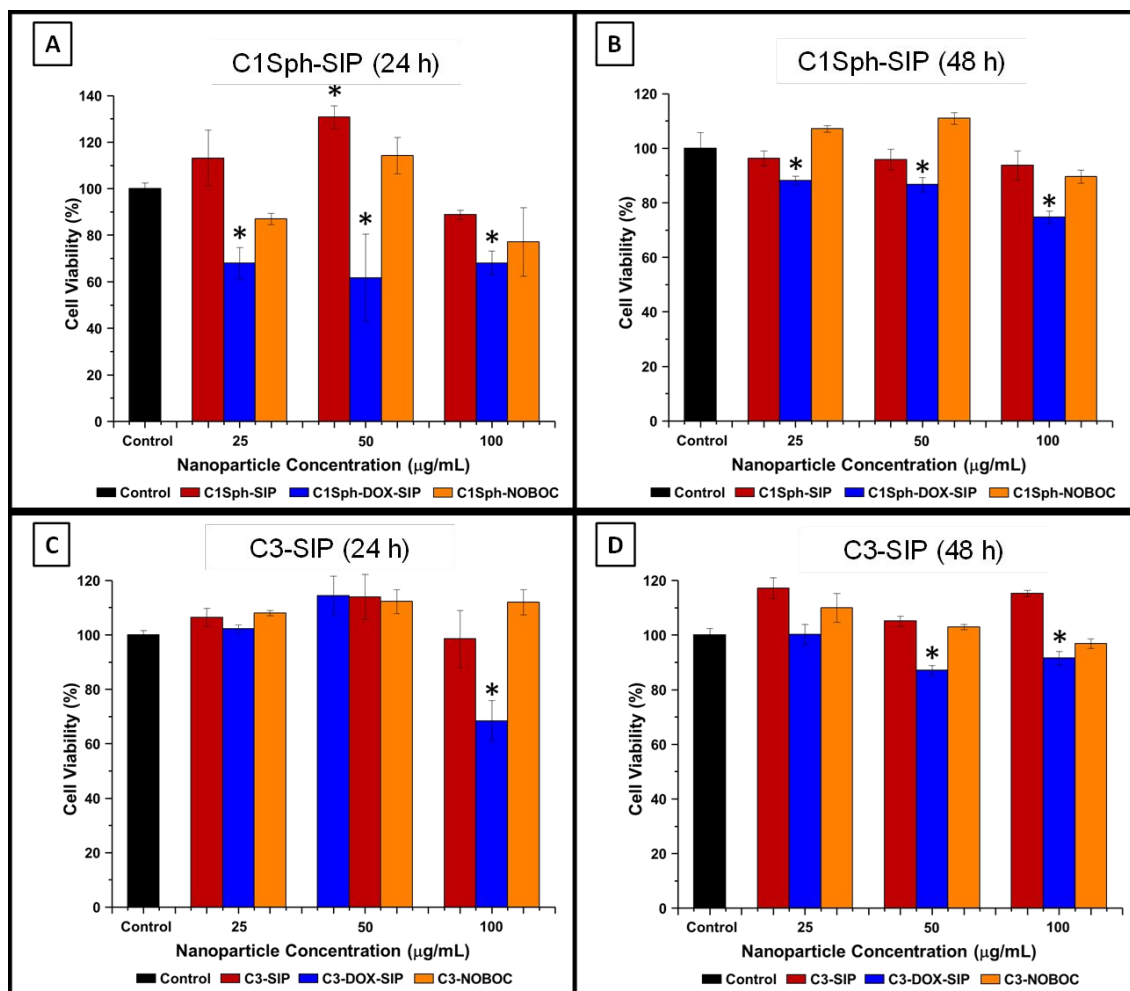 A
C1Sph-SIP (24 h)
Cell Viability (%)
140
120
100
80
60
40
20
0
*
*
*
*
Control
25
50
100
Nanoparticle Concentration (μg/mL)
Control C1Sph-SIP C1Sph-DOX-SIP C1Sph-NOBOC
B
C1Sph-SIP (48 h)
Cell Viability (%)
120
100
80
60
40
20
0
*
*
*
Control
25
50
100
Nanoparticle Concentration (μg/mL)
Control C1Sph-SIP C1Sph-DOX-SIP C1Sph-NOBOC
C
C3-SIP (24 h)
Cell Viability (%)
120
100
80
60
40
20
0
*
Control
25
50
100
Nanoparticle Concentration (μg/mL)
Control C3-SIP C3-DOX-SIP C3-NOBOC
D
C3-SIP (48 h)
Cell Viability (%)
120
100
80
60
40
20
0
*
*
Control
25
50
100
Nanoparticle Concentration (μg/mL)
Control C3-SIP C3-DOX-SIP C3-NOBOC